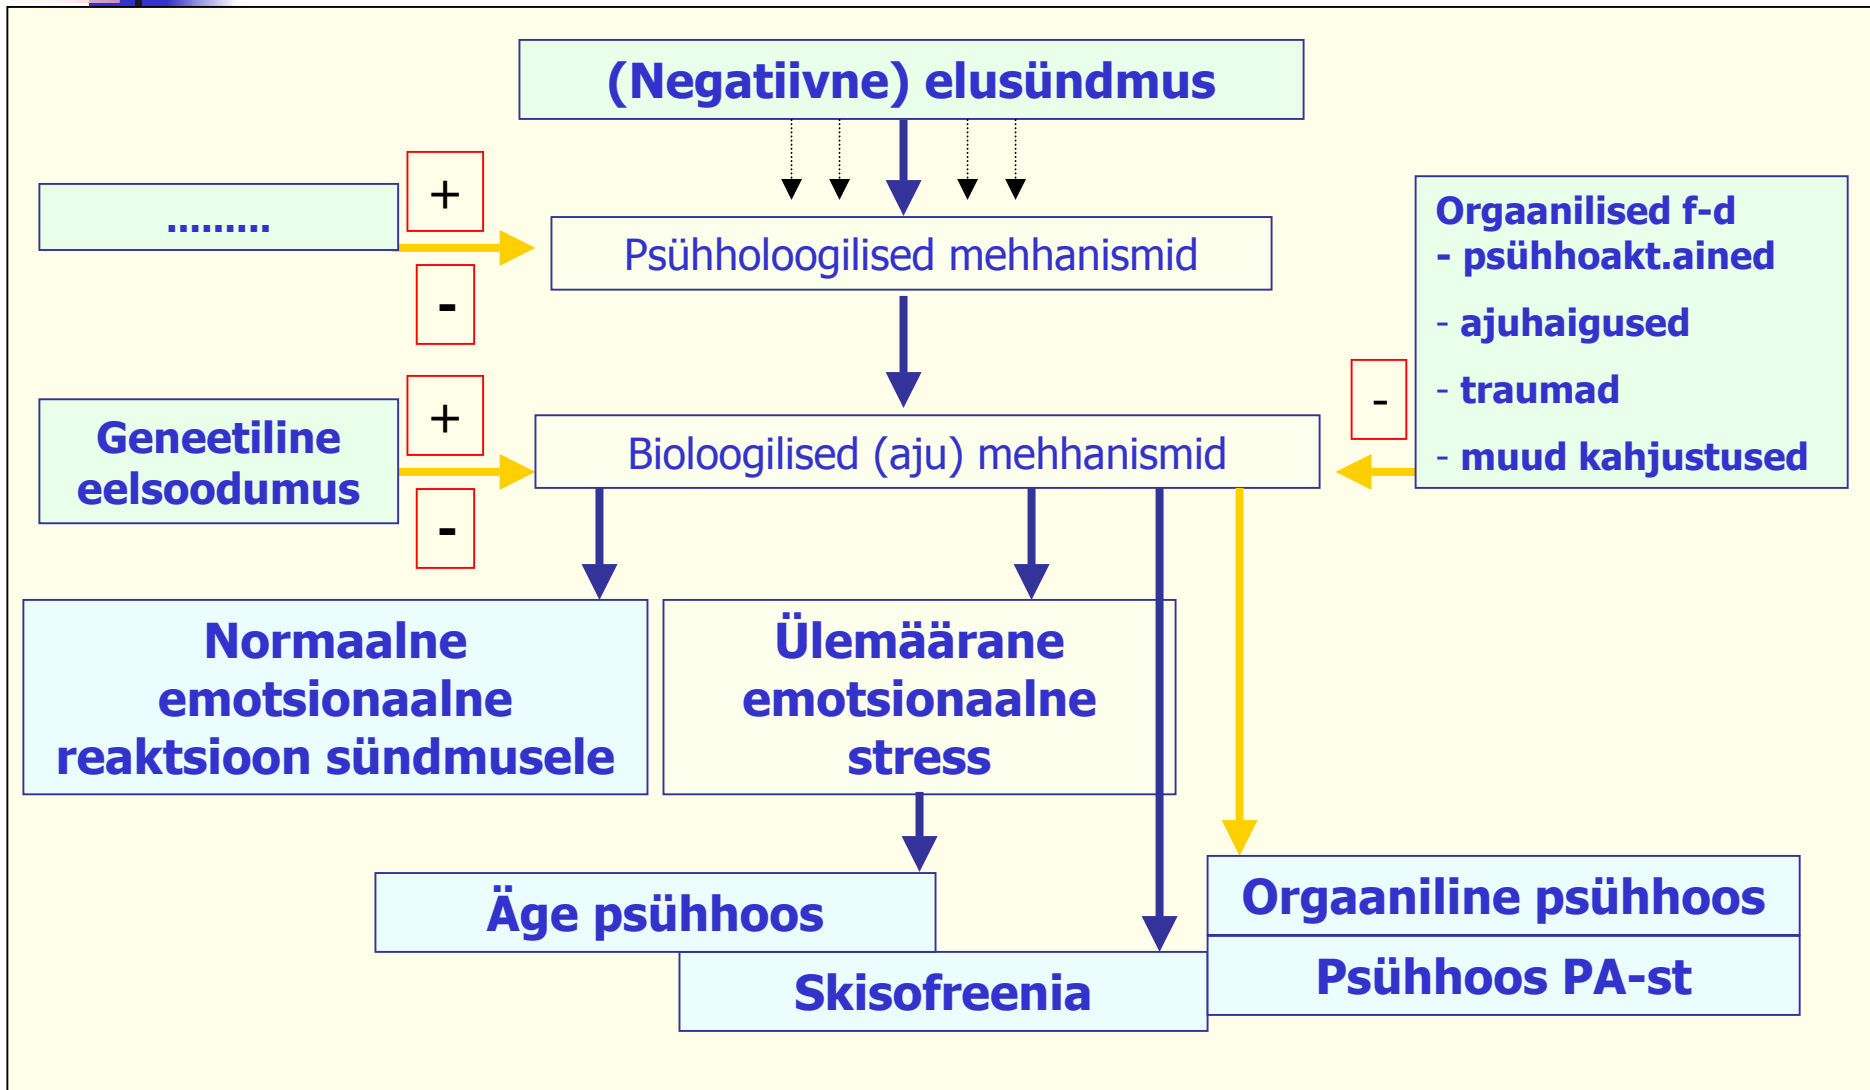 (Negatiivne) elusündmus
.........
+
-
Psühholoogilised mehhanismid
Orgaanilised f-d
- psühhoakt.ained
- ajuhaigused
- traumad
- muud kahjustused
-
Geneetiline
eelsoodumus
+
-
Bioloogilised (aju) mehhanismid
Normaalne
emotsionaalne
reaktsioon sündmusele
Ülemäärane
emotsionaalne
stress
Äge psühhoos
Skisofreenia
Orgaaniline psühhoos
Psühhoos PA-st